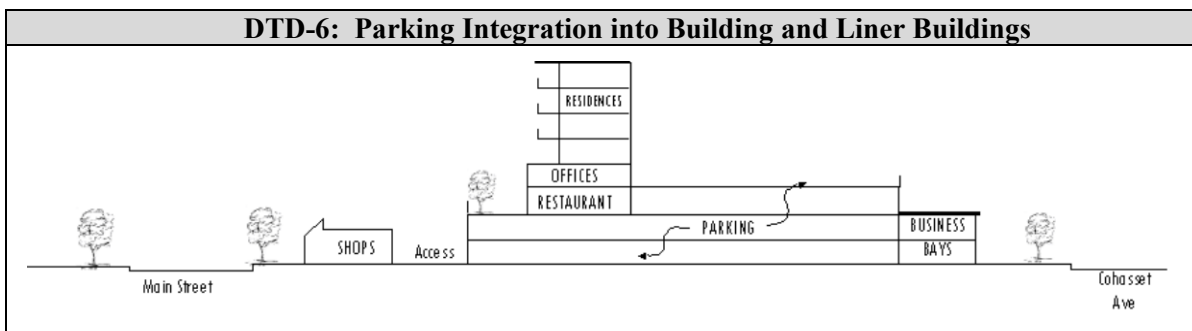 DTD-6: Parking Integration into Building and Liner Buildings
RESIDENCES
OFFICES
RESTAURANT
PARKING
BUSINESS
BAYS
SHOPS
Access
Main Street
Cohasset
Ave